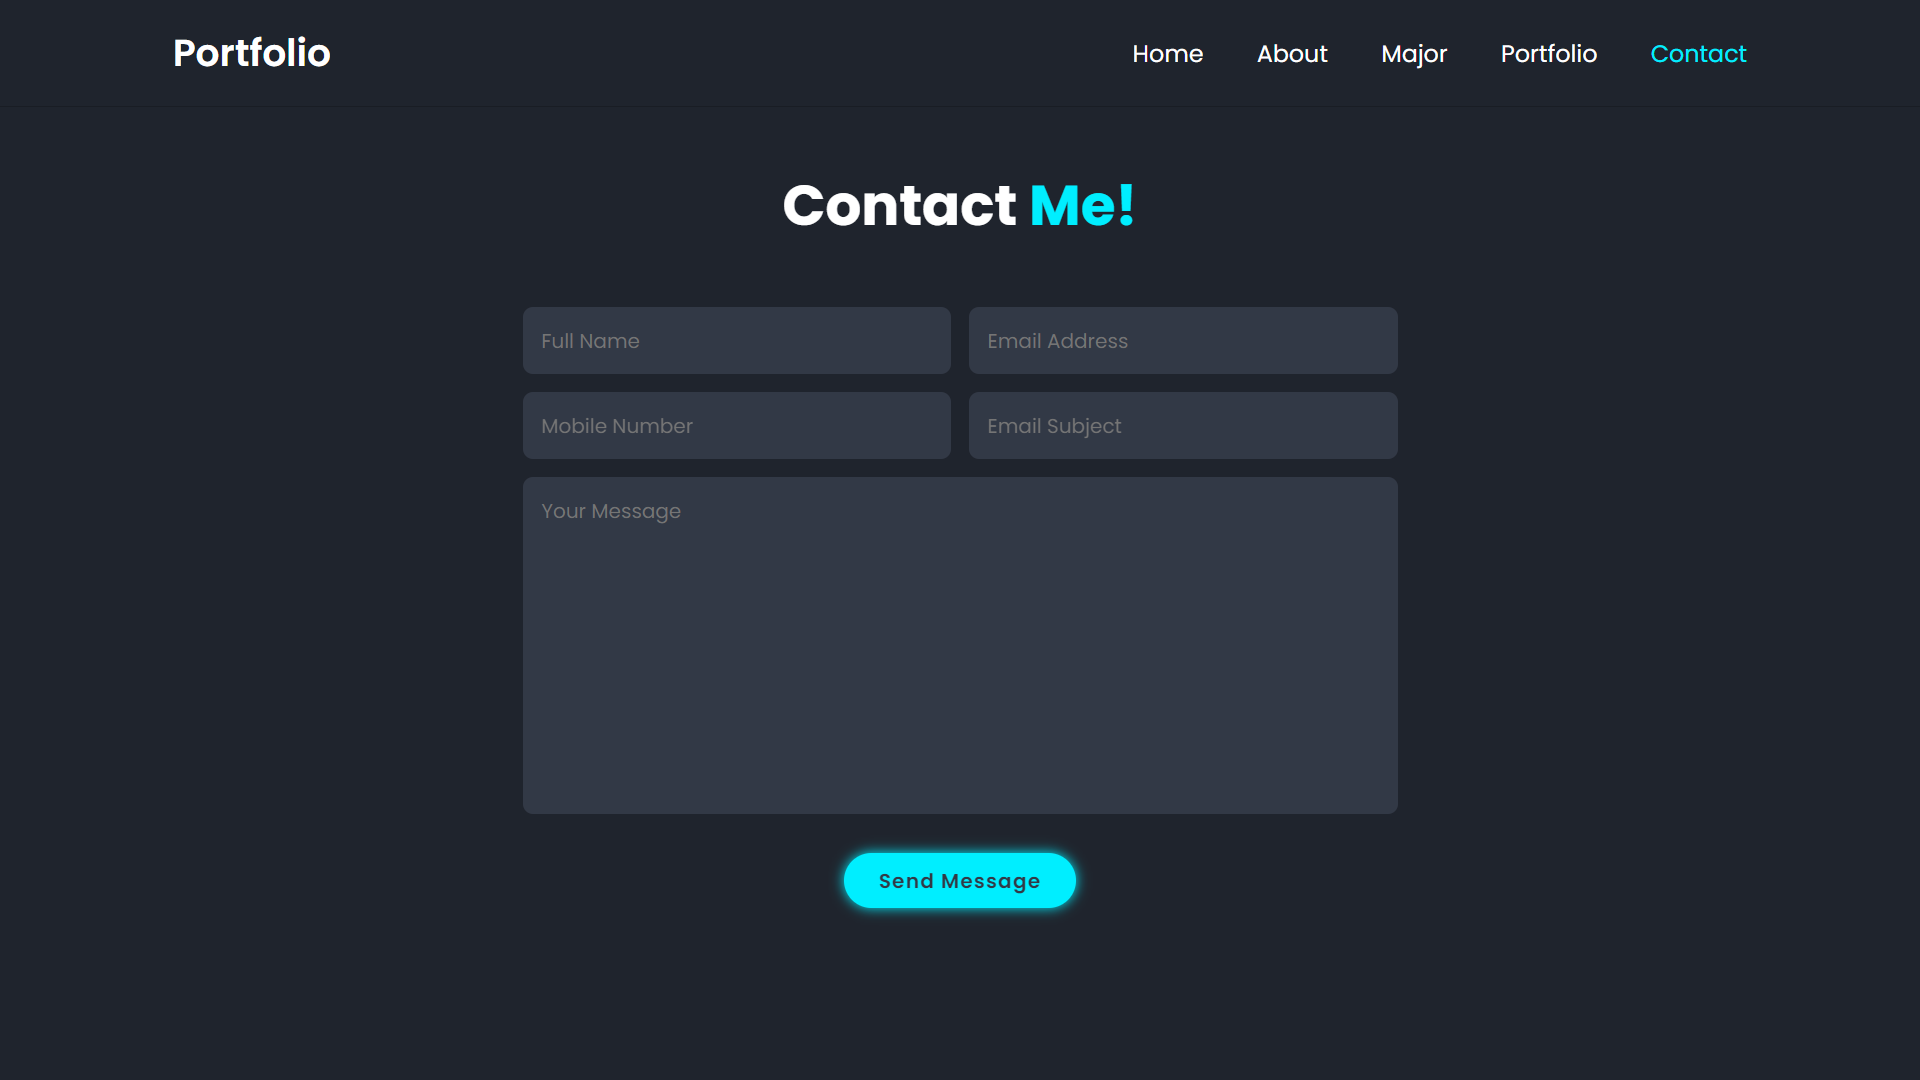 Portfolio
Home About Major Portfolio Contact
Contact Me!
Full Name Email Address
Mobile Number Email Subject
Your Message
Send Message